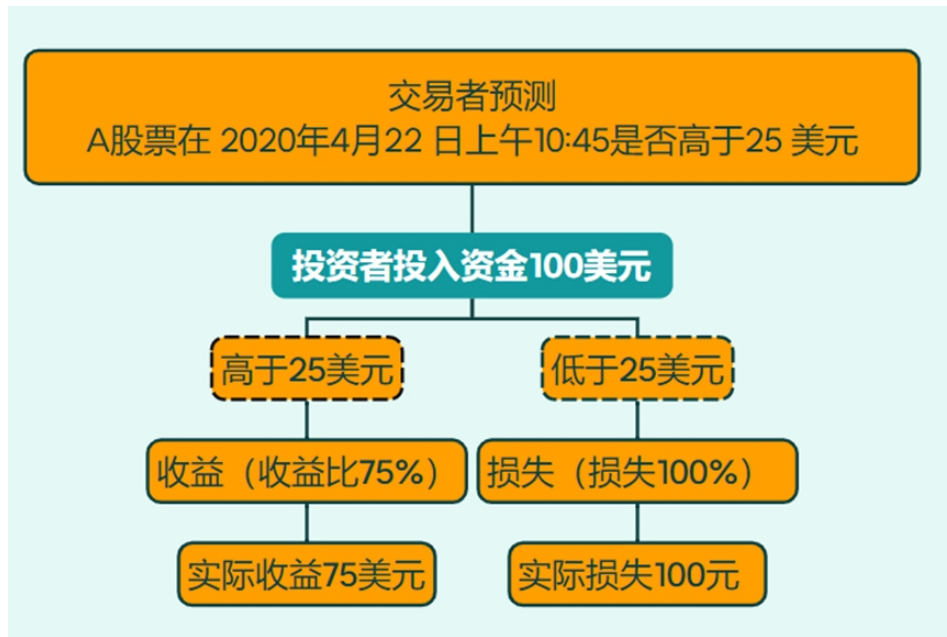 交易者预测
A股票在 2020年4月22 日上午10:45是否高于25 美元
投资者投入资金100美元
高于25美元
低于25美元
收益（收益比75%）
损失（损失100%）
实际收益75美元
实际损失100元